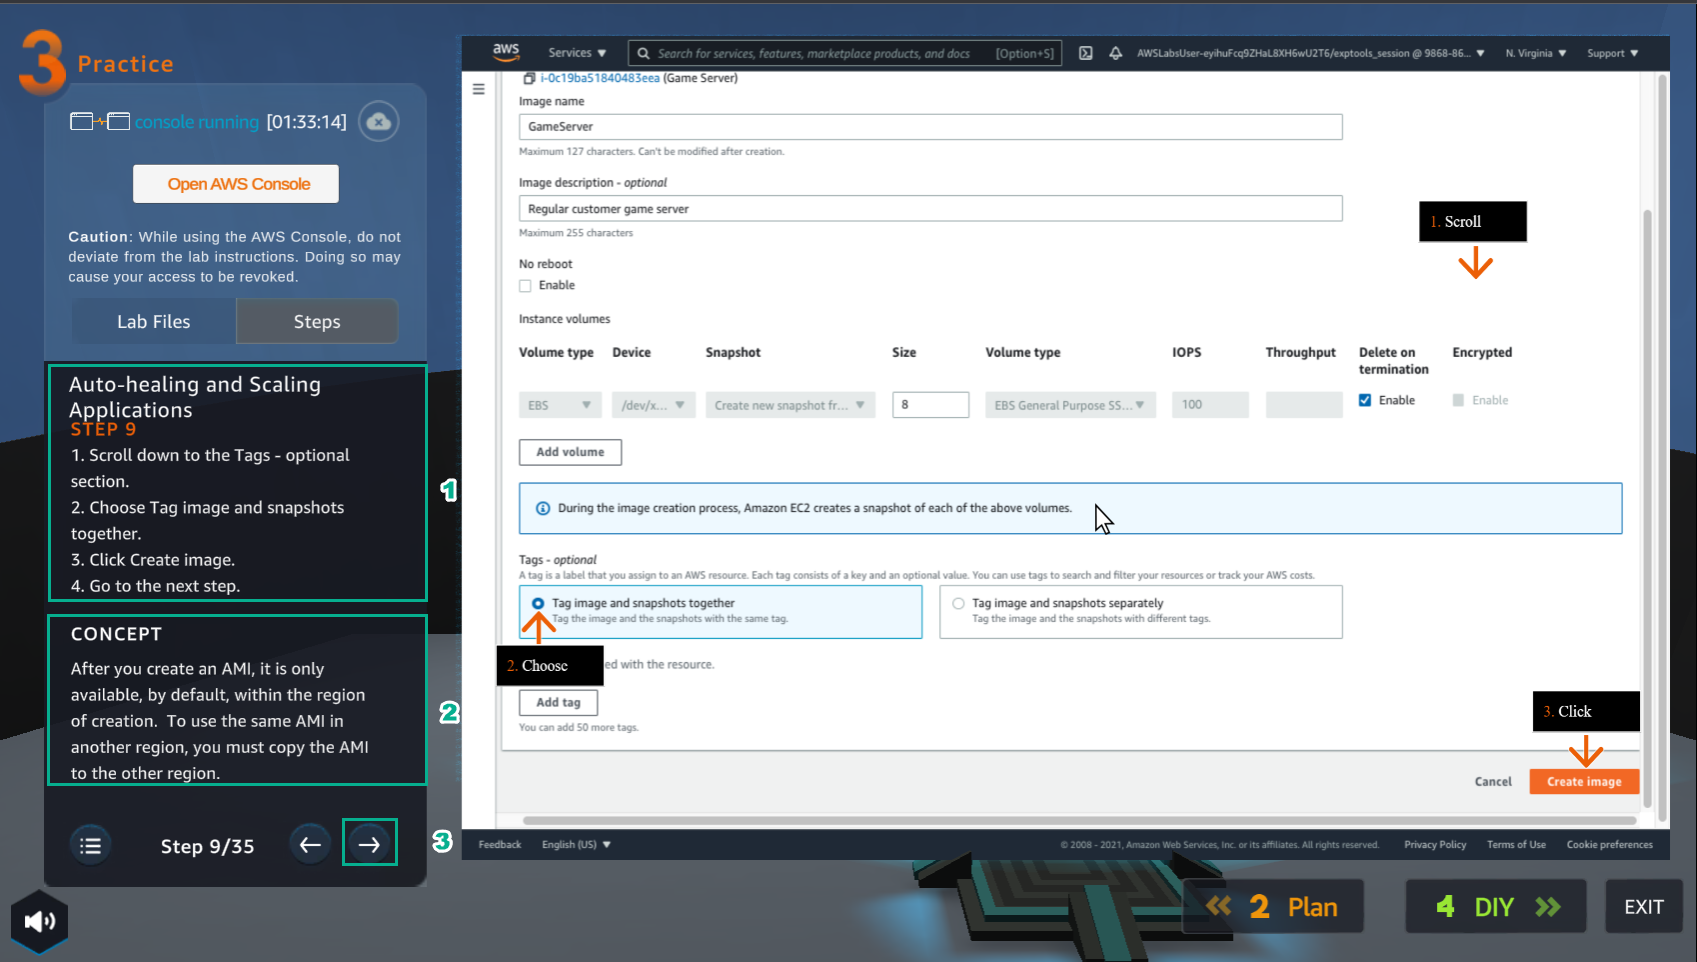 3 Practice
console running [01:33:14]
Open AWS Console
Caution: While using the AWS Console, do not
deviate from the lab instructions. Doing so may
cause your access to be revoked.
Lab Files
Steps
Auto-healing and Scaling
Applications
STEP 9
1. Scroll down to the Tags - optional
section.
2. Choose Tag image and snapshots
together.
3. Click Create image.
4. Go to the next step.
1
CONCEPT
After you create an AMI, it is only
available, by default, within the region
of creation.  To use the same AMI in
another region, you must copy the AMI
to the other region.
2
Step 9/35
3
aws
Services
Search for services, features, marketplace products, and docs
[Option+S]
AWSLabsUser-eyihuFcq9ZHaL8XH6wU2T6/exptools_session @ 9868-86...
N. Virginia
Support
i-0c19ba51840483eea (Game Server)
Image name
GameServer
Maximum 127 characters. Can't be modified after creation.
Image description - optional
Regular customer game server
Maximum 255 characters
1. Scroll
No reboot
Enable
Instance volumes
Volume type Device Snapshot Size Volume type IOPS Throughput Delete on termination Encrypted
EBS /dev/x... Create new snapshot fr... 8 EBS General Purpose SS... 100 Enable Enable
Add volume
During the image creation process, Amazon EC2 creates a snapshot of each of the above volumes.
Tags - optional
A tag is a label that you assign to an AWS resource. Each tag consists of a key and an optional value. You can use tags to search and filter your resources or track your AWS costs.
Tag image and snapshots together
Tag the image and the snapshots with the same tag.
Tag image and snapshots separately
Tag the image and the snapshots with different tags.
2. Choose
ed with the resource.
Add tag
You can add 50 more tags.
3. Click
Cancel
Create image
Feedback
English (US)
© 2008 - 2021, Amazon Web Services, Inc. or its affiliates. All rights reserved.
Privacy Policy
Terms of Use
Cookie preferences
2 Plan
4 DIY
EXIT